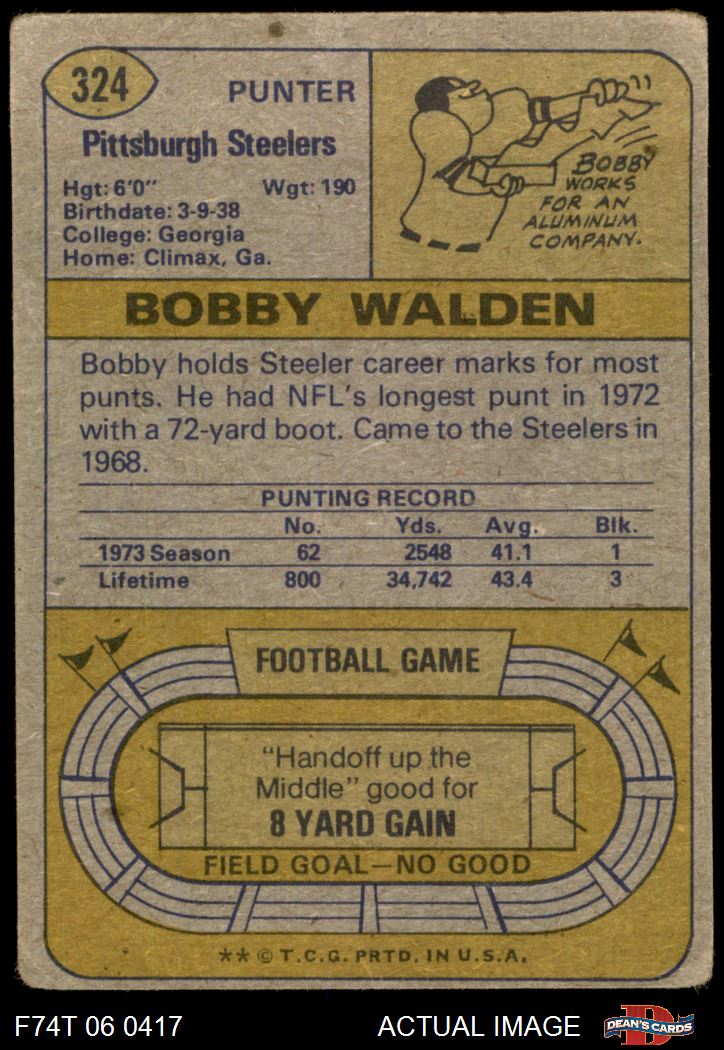 324
PUNTER
Pittsburgh Steelers
Hgt: 6'0" Wgt: 190
Birthdate: 3-9-38
College: Georgia
Home: Climax, Ga.
BOBBY
WORKS
FOR AN
ALUMINUM
COMPANY.
BOBBY WALDEN
Bobby holds Steeler career marks for most
punts. He had NFL's longest punt in 1972
with a 72-yard boot. Came to the Steelers in
1968.
PUNTING RECORD
No. Yds. Avg. Blk.
1973 Season 62 2548 41.1 1
Lifetime 800 34,742 43.4 3
FOOTBALL GAME
"Handoff up the
Middle" good for
8 YARD GAIN
FIELD GOAL—NO GOOD
** © T.C.G. PRTD. IN U.S.A.
F74T 06 0417 ACTUAL IMAGE DEAN'S CARDS